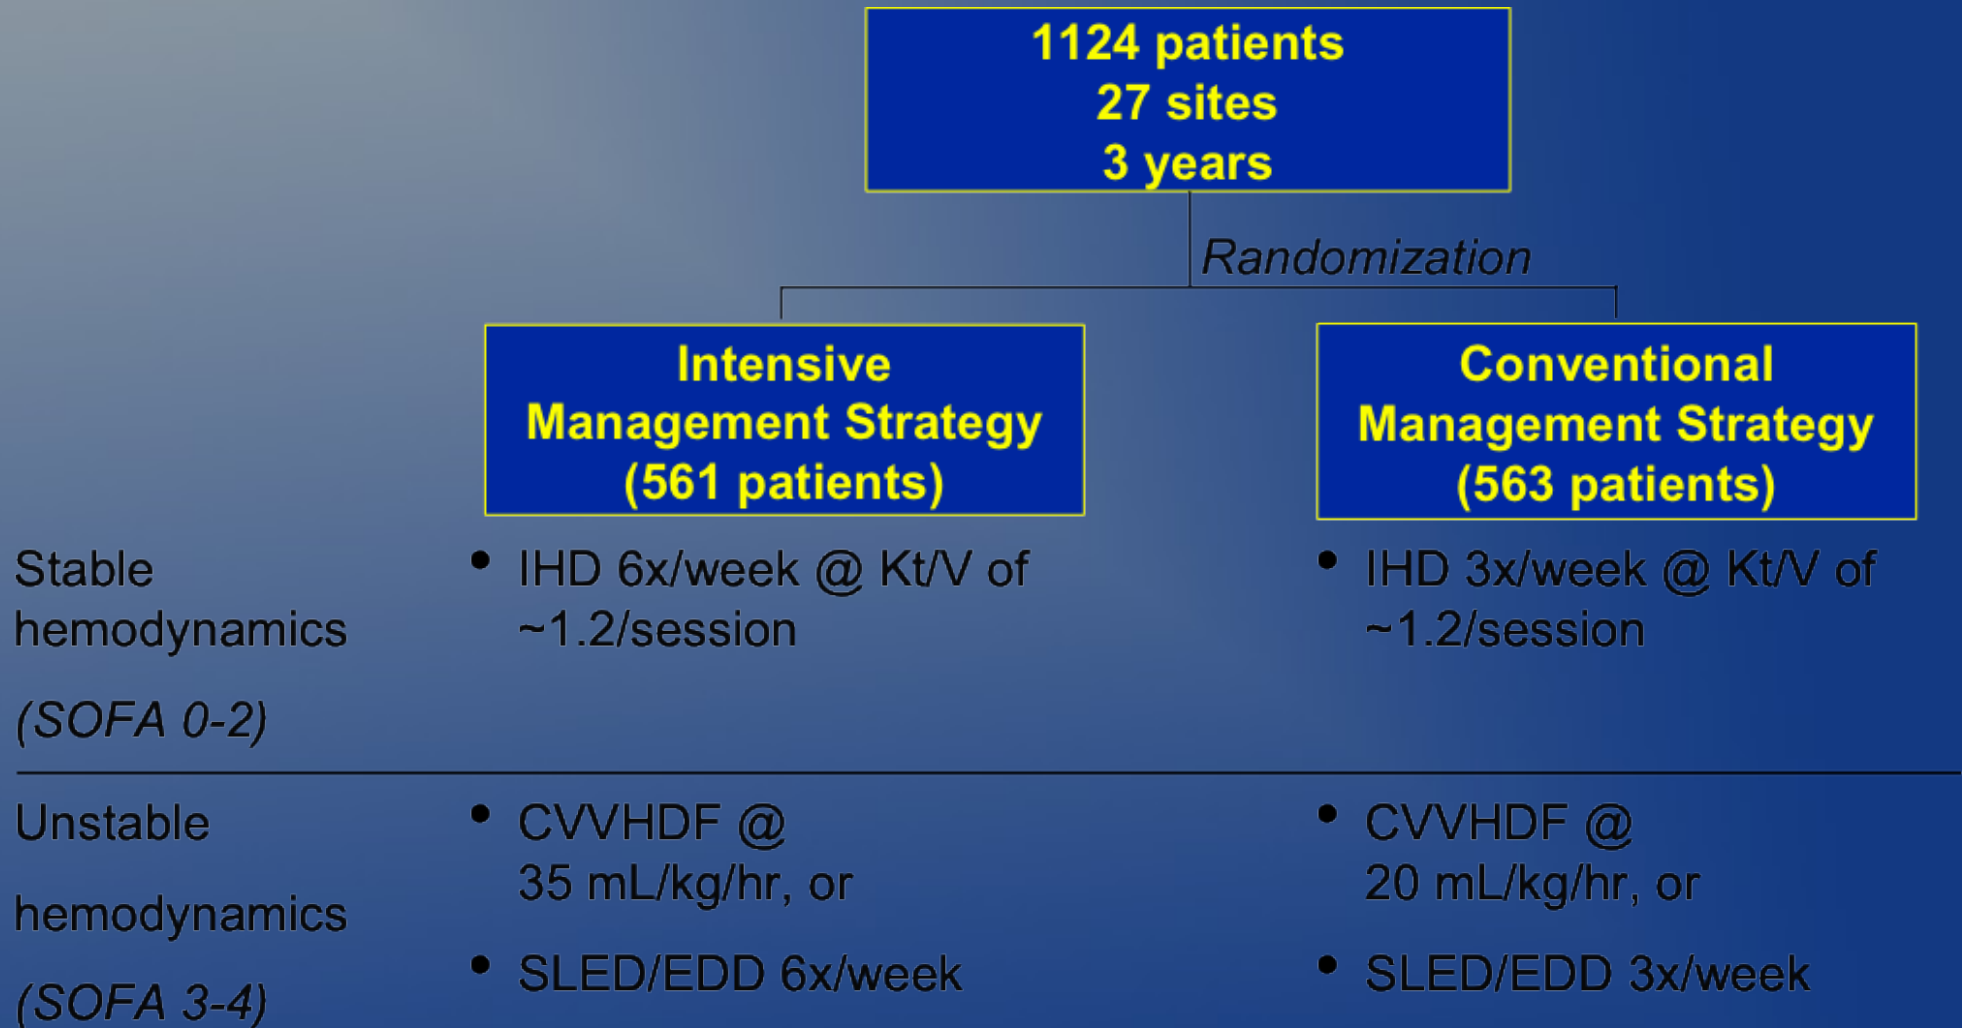 1124 patients
27 sites
3 years
Randomization
Intensive
Management Strategy
(561 patients)
Conventional
Management Strategy
(563 patients)
Stable
hemodynamics
(SOFA 0-2)
• IHD 6x/week @ Kt/V of
~1.2/session
• IHD 3x/week @ Kt/V of
~1.2/session
Unstable
hemodynamics
(SOFA 3-4)
• CVVHDF @
35 mL/kg/hr, or
• SLED/EDD 6x/week
• CVVHDF @
20 mL/kg/hr, or
• SLED/EDD 3x/week